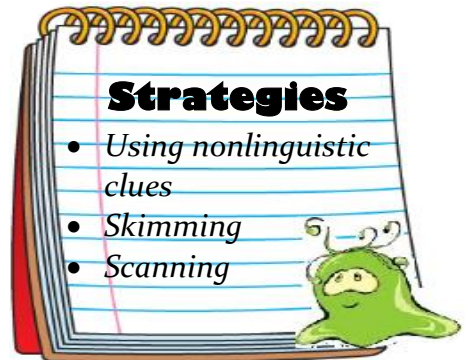 Strategies
• Using nonlinguistic
clues
• Skimming
• Scanning